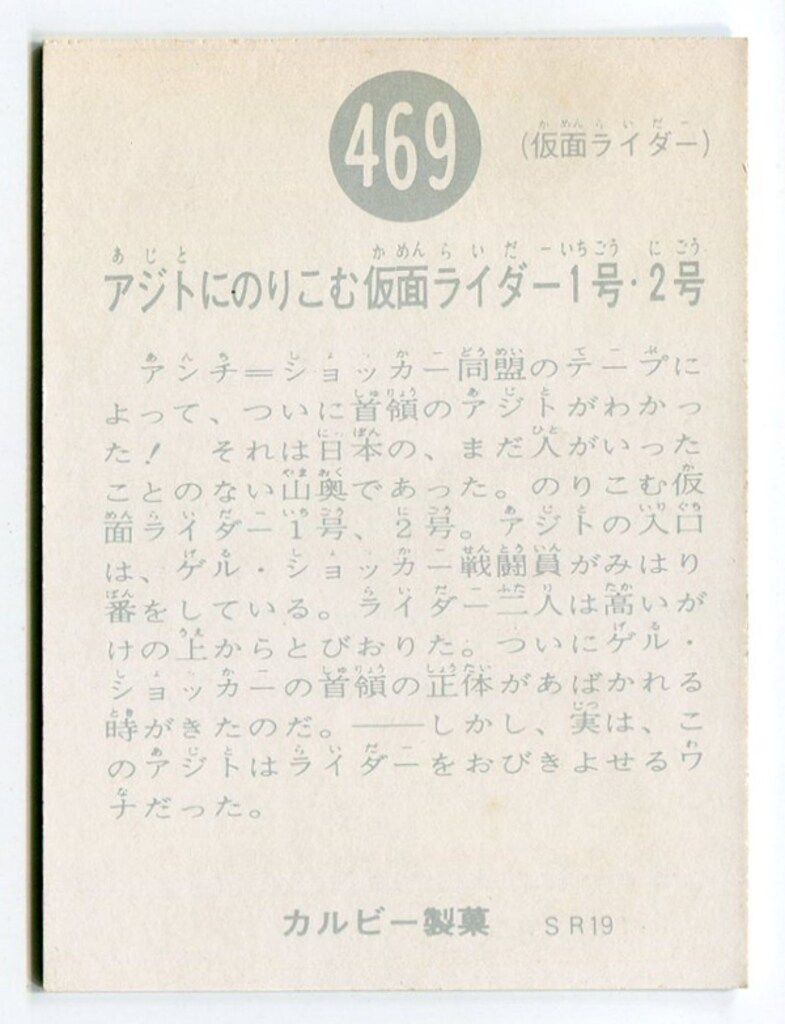 469
(仮面ライダー)
アジトにのりこむ仮面ライダー1号・2号
アンチ＝ショッカー同盟のテープに
よって、ついに首領のアジトがわかっ
た！ それは日本の、まだ人がいった
ことのない山奥であった。のりこむ仮
面ライダー1号、2号。アジトの入口
は、ゲル・ショッカー戦闘員がみはり
番をしている。ライダー二人は高いが
けの上からとびおりた。ついにゲル・
ショッカーの首領の正体があばかれる
時がきたのだ。――しかし、実は、こ
のアジトはライダーをおびきよせるワ
ナだった。
カルビー製菓 SR19